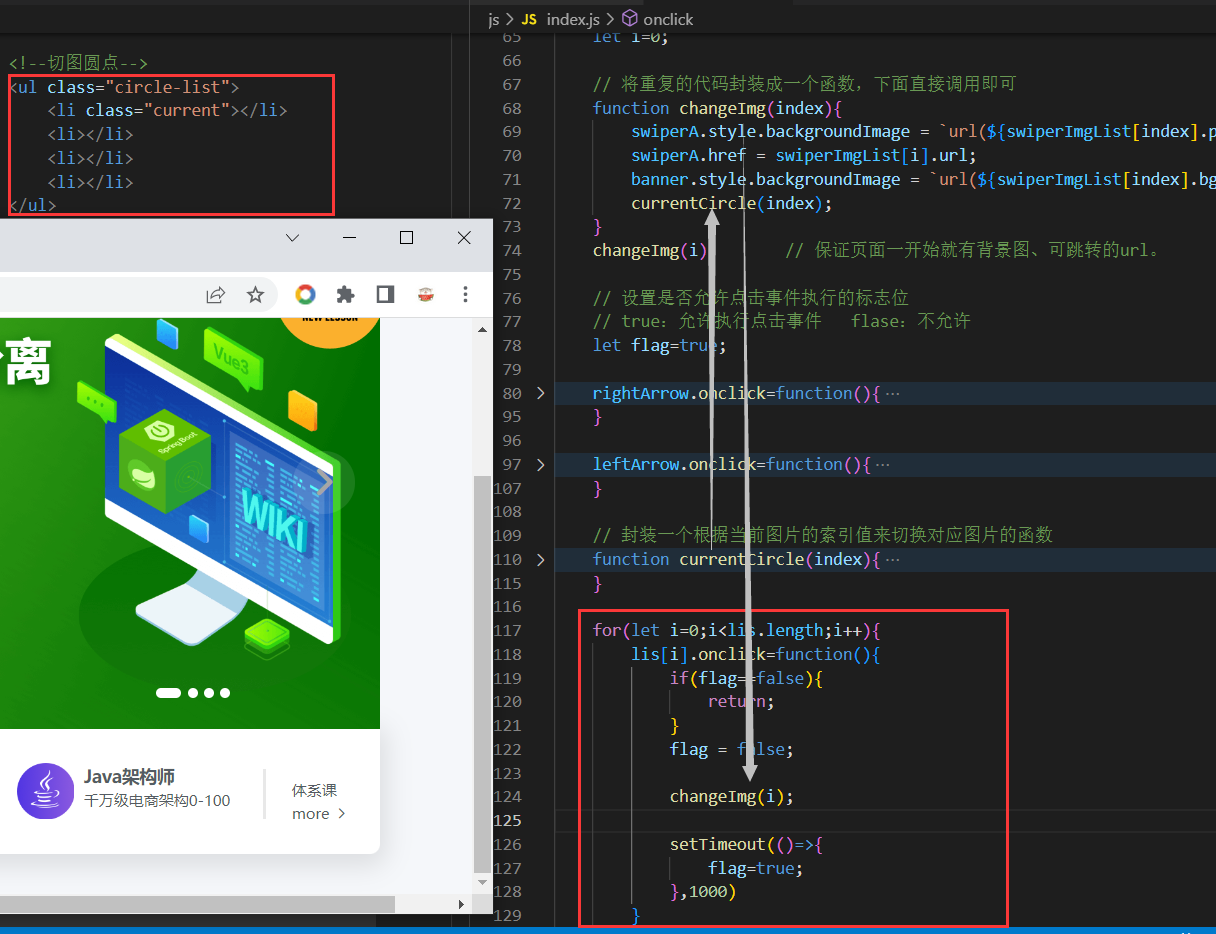 js > JS index.js > onclick
<!--切图圆点-->
<ul class="circle-list">
<li class="current"></li>
<li></li>
<li></li>
<li></li>
</ul>
离
NEW LESSON
Vue3
Spring Boot
WIKI
Java架构师
千万级电商架构0-100
体系课
more >
65 let i=0;
66
67 // 将重复的代码封装成一个函数，下面直接调用即可
68 function changeImg(index){
69 swiperA.style.backgroundImage = `url(${swiperImgList[index].p
70 swiperA.href = swiperImgList[i].url;
71 banner.style.backgroundImage = `url(${swiperImgList[index].bg
72 currentCircle(index);
73 }
74 changeImg(i) // 保证页面一开始就有背景图、可跳转的url。
75
76 // 设置是否允许点击事件执行的标志位
77 // true：允许执行点击事件 flase：不允许
78 let flag=true;
79
80 > rightArrow.onclick=function(){ ···
95 }
96
97 > leftArrow.onclick=function(){ ···
107 }
108
109 // 封装一个根据当前图片的索引值来切换对应图片的函数
110 > function currentCircle(index){ ···
115 }
116
117 for(let i=0;i<lis.length;i++){
118 lis[i].onclick=function(){
119 if(flag==false){
120 return;
121 }
122 flag = false;
123
124 changeImg(i);
125
126 setTimeout(()=>{
127 flag=true;
128 },1000)
129 }